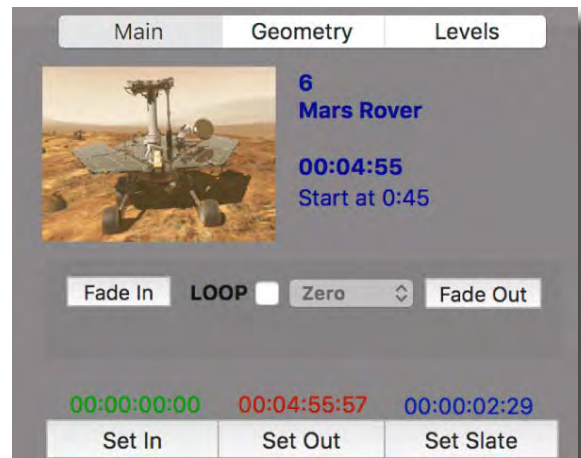 Main Geometry Levels
6
Mars Rover
00:04:55
Start at 0:45
Fade In LOOP Zero Fade Out
00:00:00:00 00:04:55:57 00:00:02:29
Set In Set Out Set Slate